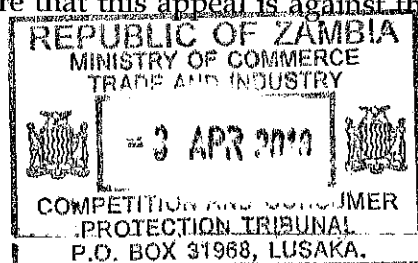 re that this appeal is against th
REPUBLIC OF ZAMBIA
MINISTRY OF COMMERCE
TRADE AND INDUSTRY
3 APR
COMPETITION AND CONSUMER
PROTECTION TRIBUNAL
P.O. BOX 31968, LUSAKA.